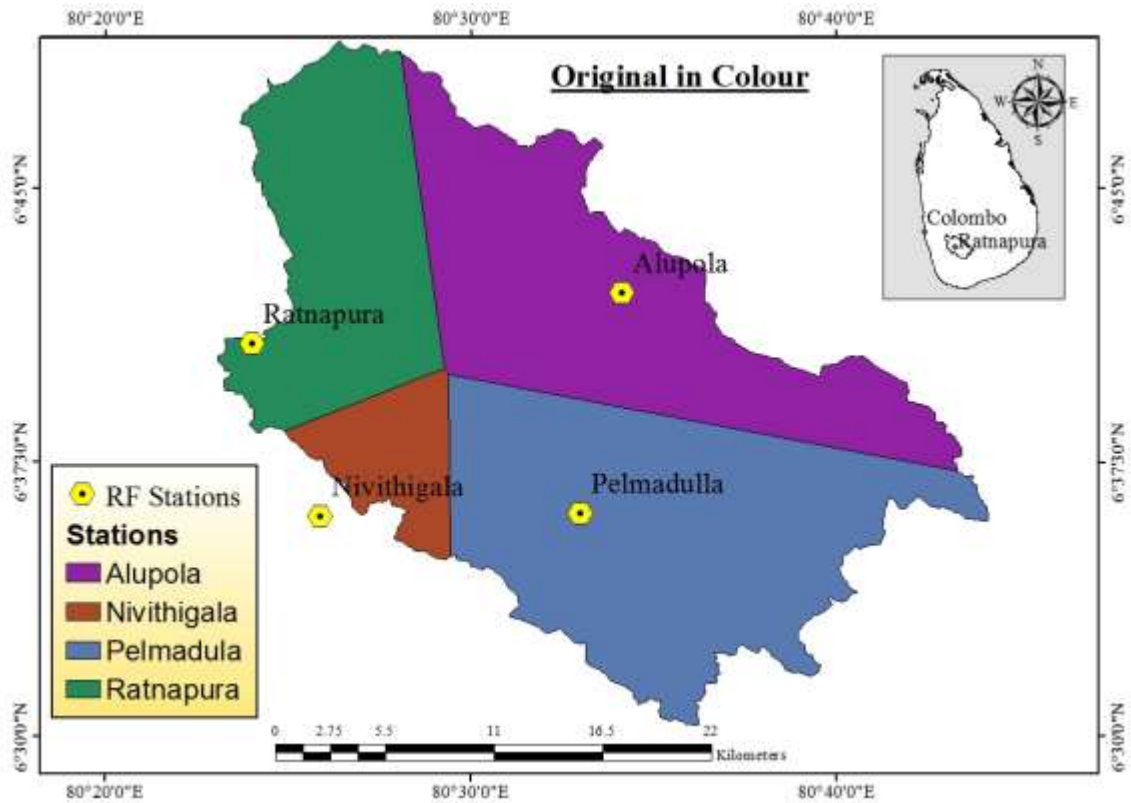 80°20'0"E
80°30'0"E
80°40'0"E
Original in Colour
N
W
E
S
6°45'0"N
6°45'0"N
Colombo
Ratnapura
Alupola
Ratnapura
6°37'30"N
6°37'30"N
Nivithigala
Pelmadulla
RF Stations
Stations
Alupola
Nivithigala
Pelmadula
Ratnapura
0 2.75 5.5 11 16.5 22
Kilometers
6°30'0"N
6°30'0"N
80°20'0"E
80°30'0"E
80°40'0"E